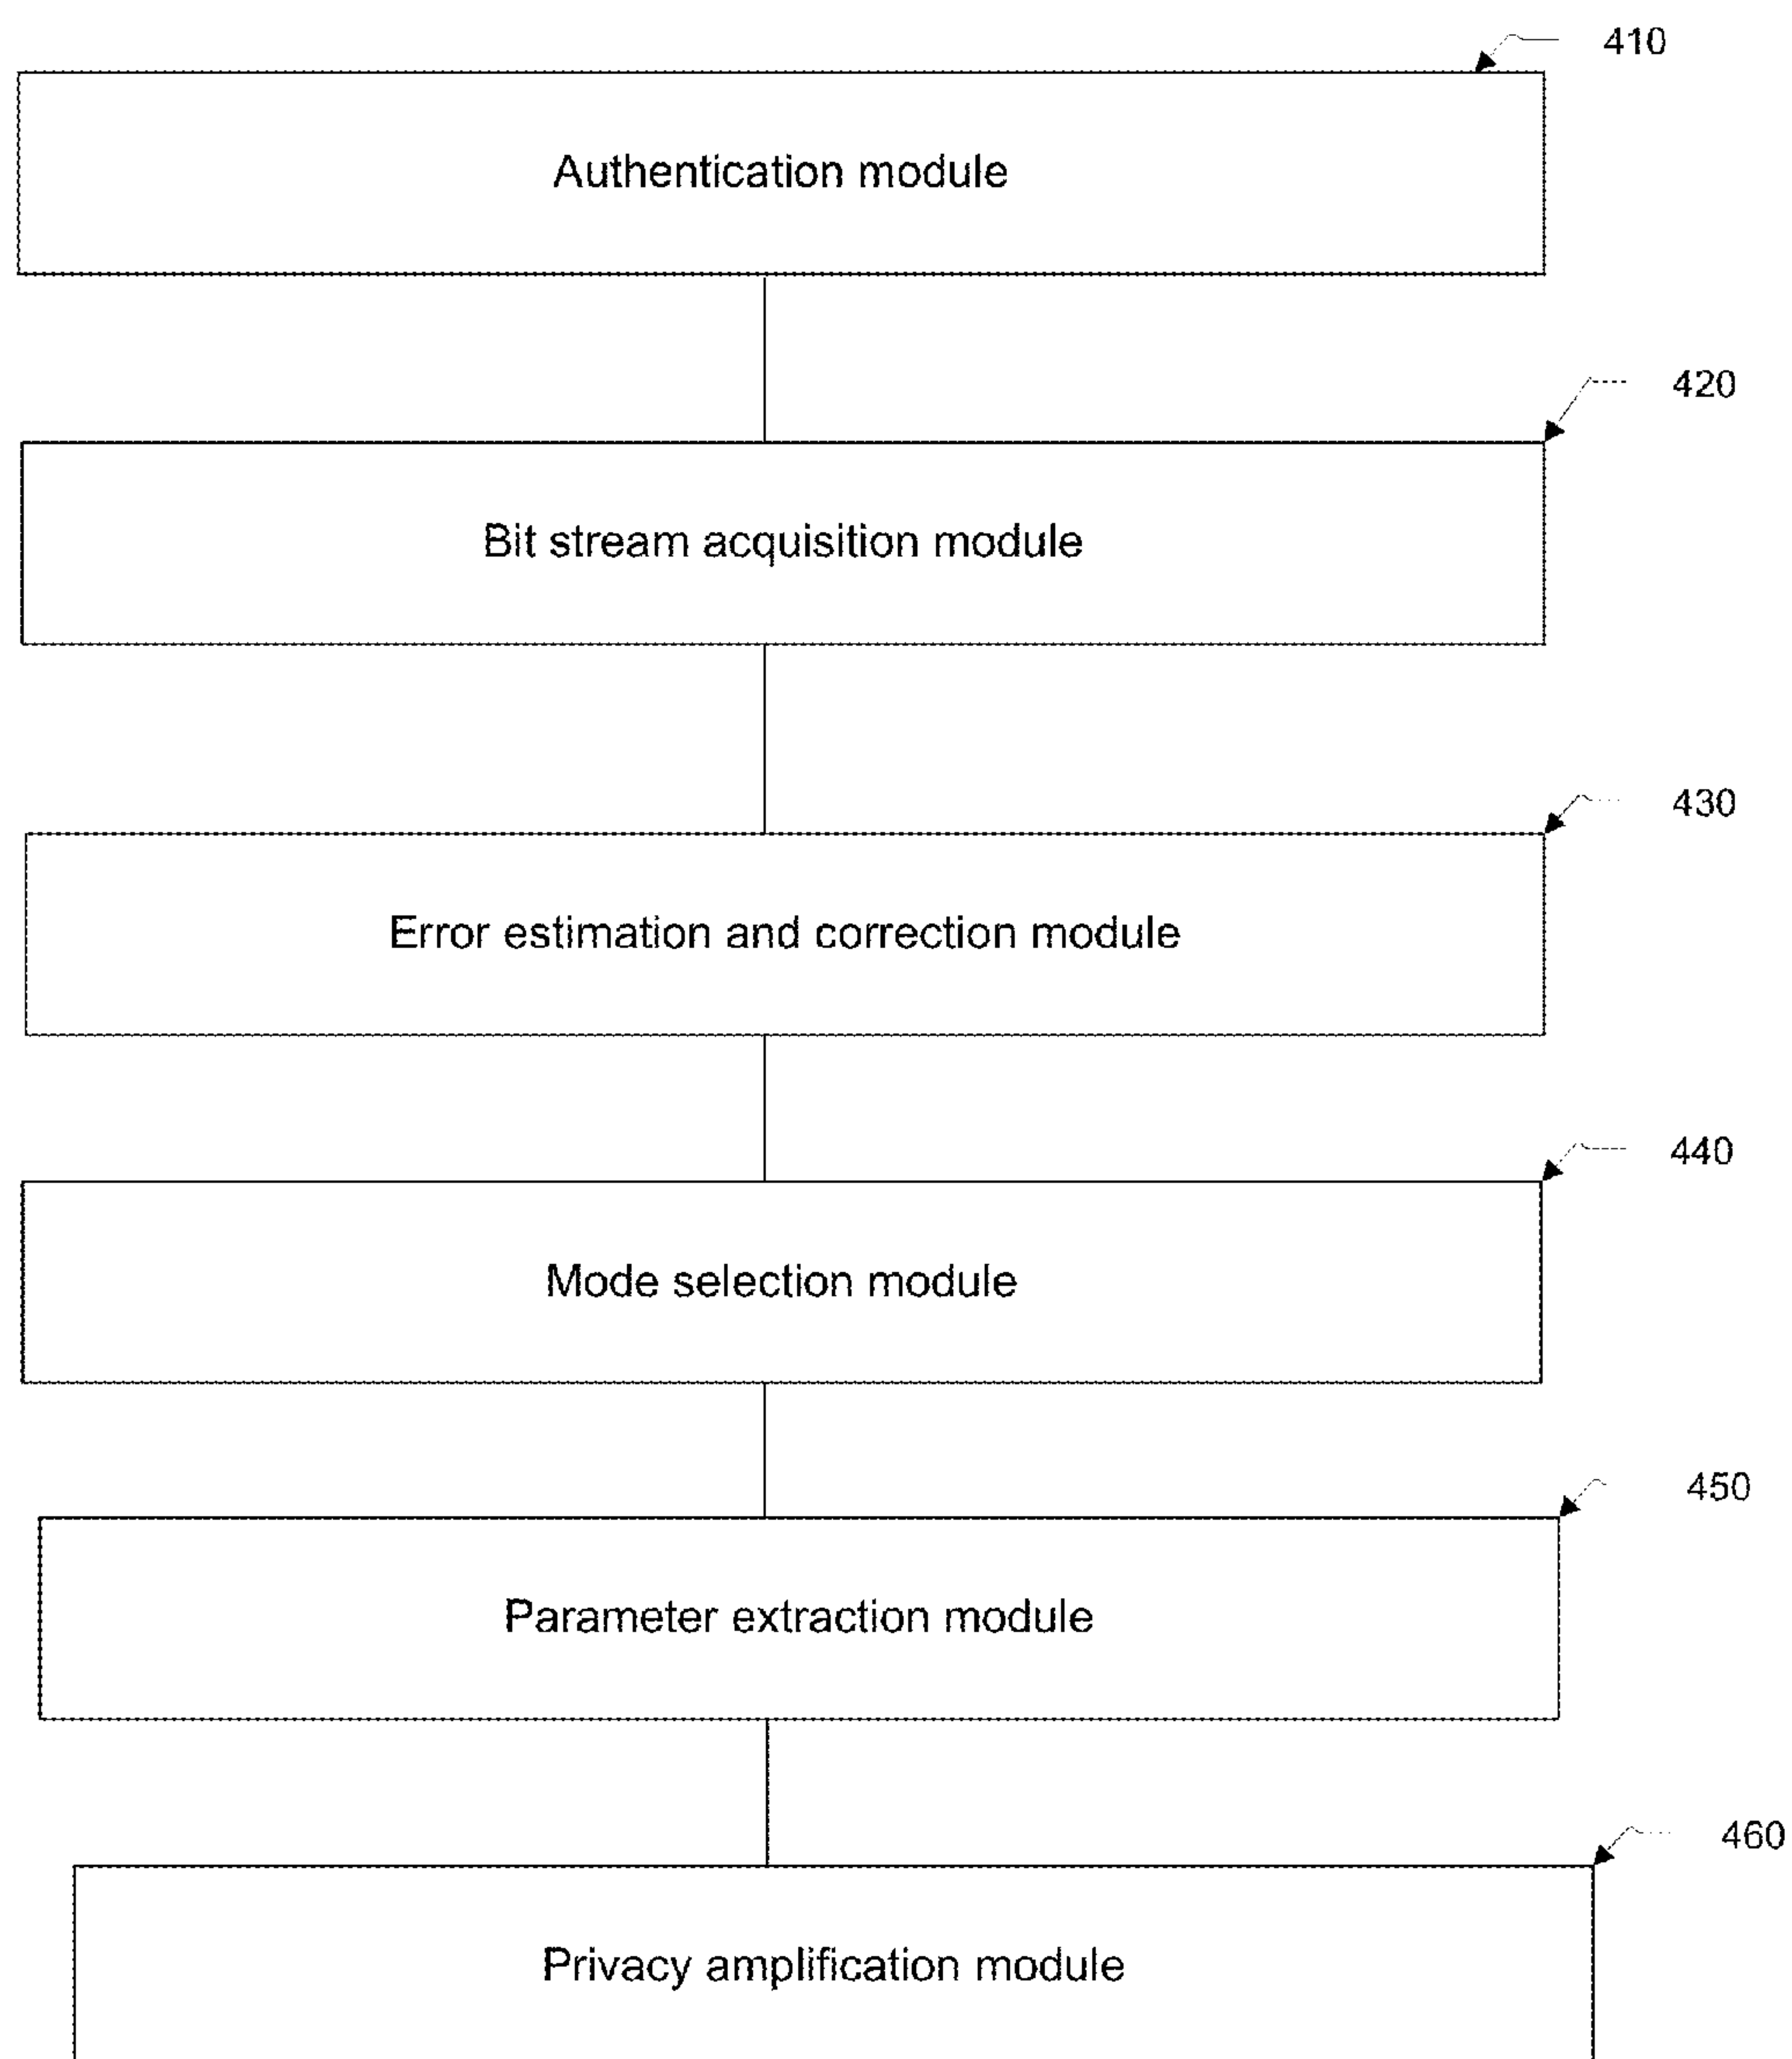 410
Authentication module
420
Bit stream acquisition module
430
Error estimation and correction module
440
Mode selection module
450
Parameter extraction module
460
Privacy amplification module